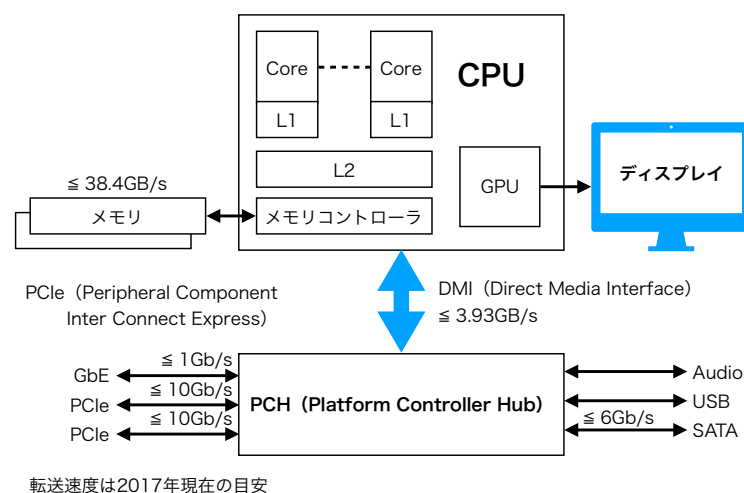 Core
Core
CPU
L1
L1
L2
GPU
ディスプレイ
≦ 38.4GB/s
メモリ
メモリコントローラ
PCIe（Peripheral Component
Inter Connect Express）
DMI（Direct Media Interface）
≦ 3.93GB/s
≦ 1Gb/s
GbE
≦ 10Gb/s
PCIe
≦ 10Gb/s
PCIe
PCH（Platform Controller Hub）
Audio
USB
≦ 6Gb/s
SATA
転送速度は2017年現在の目安